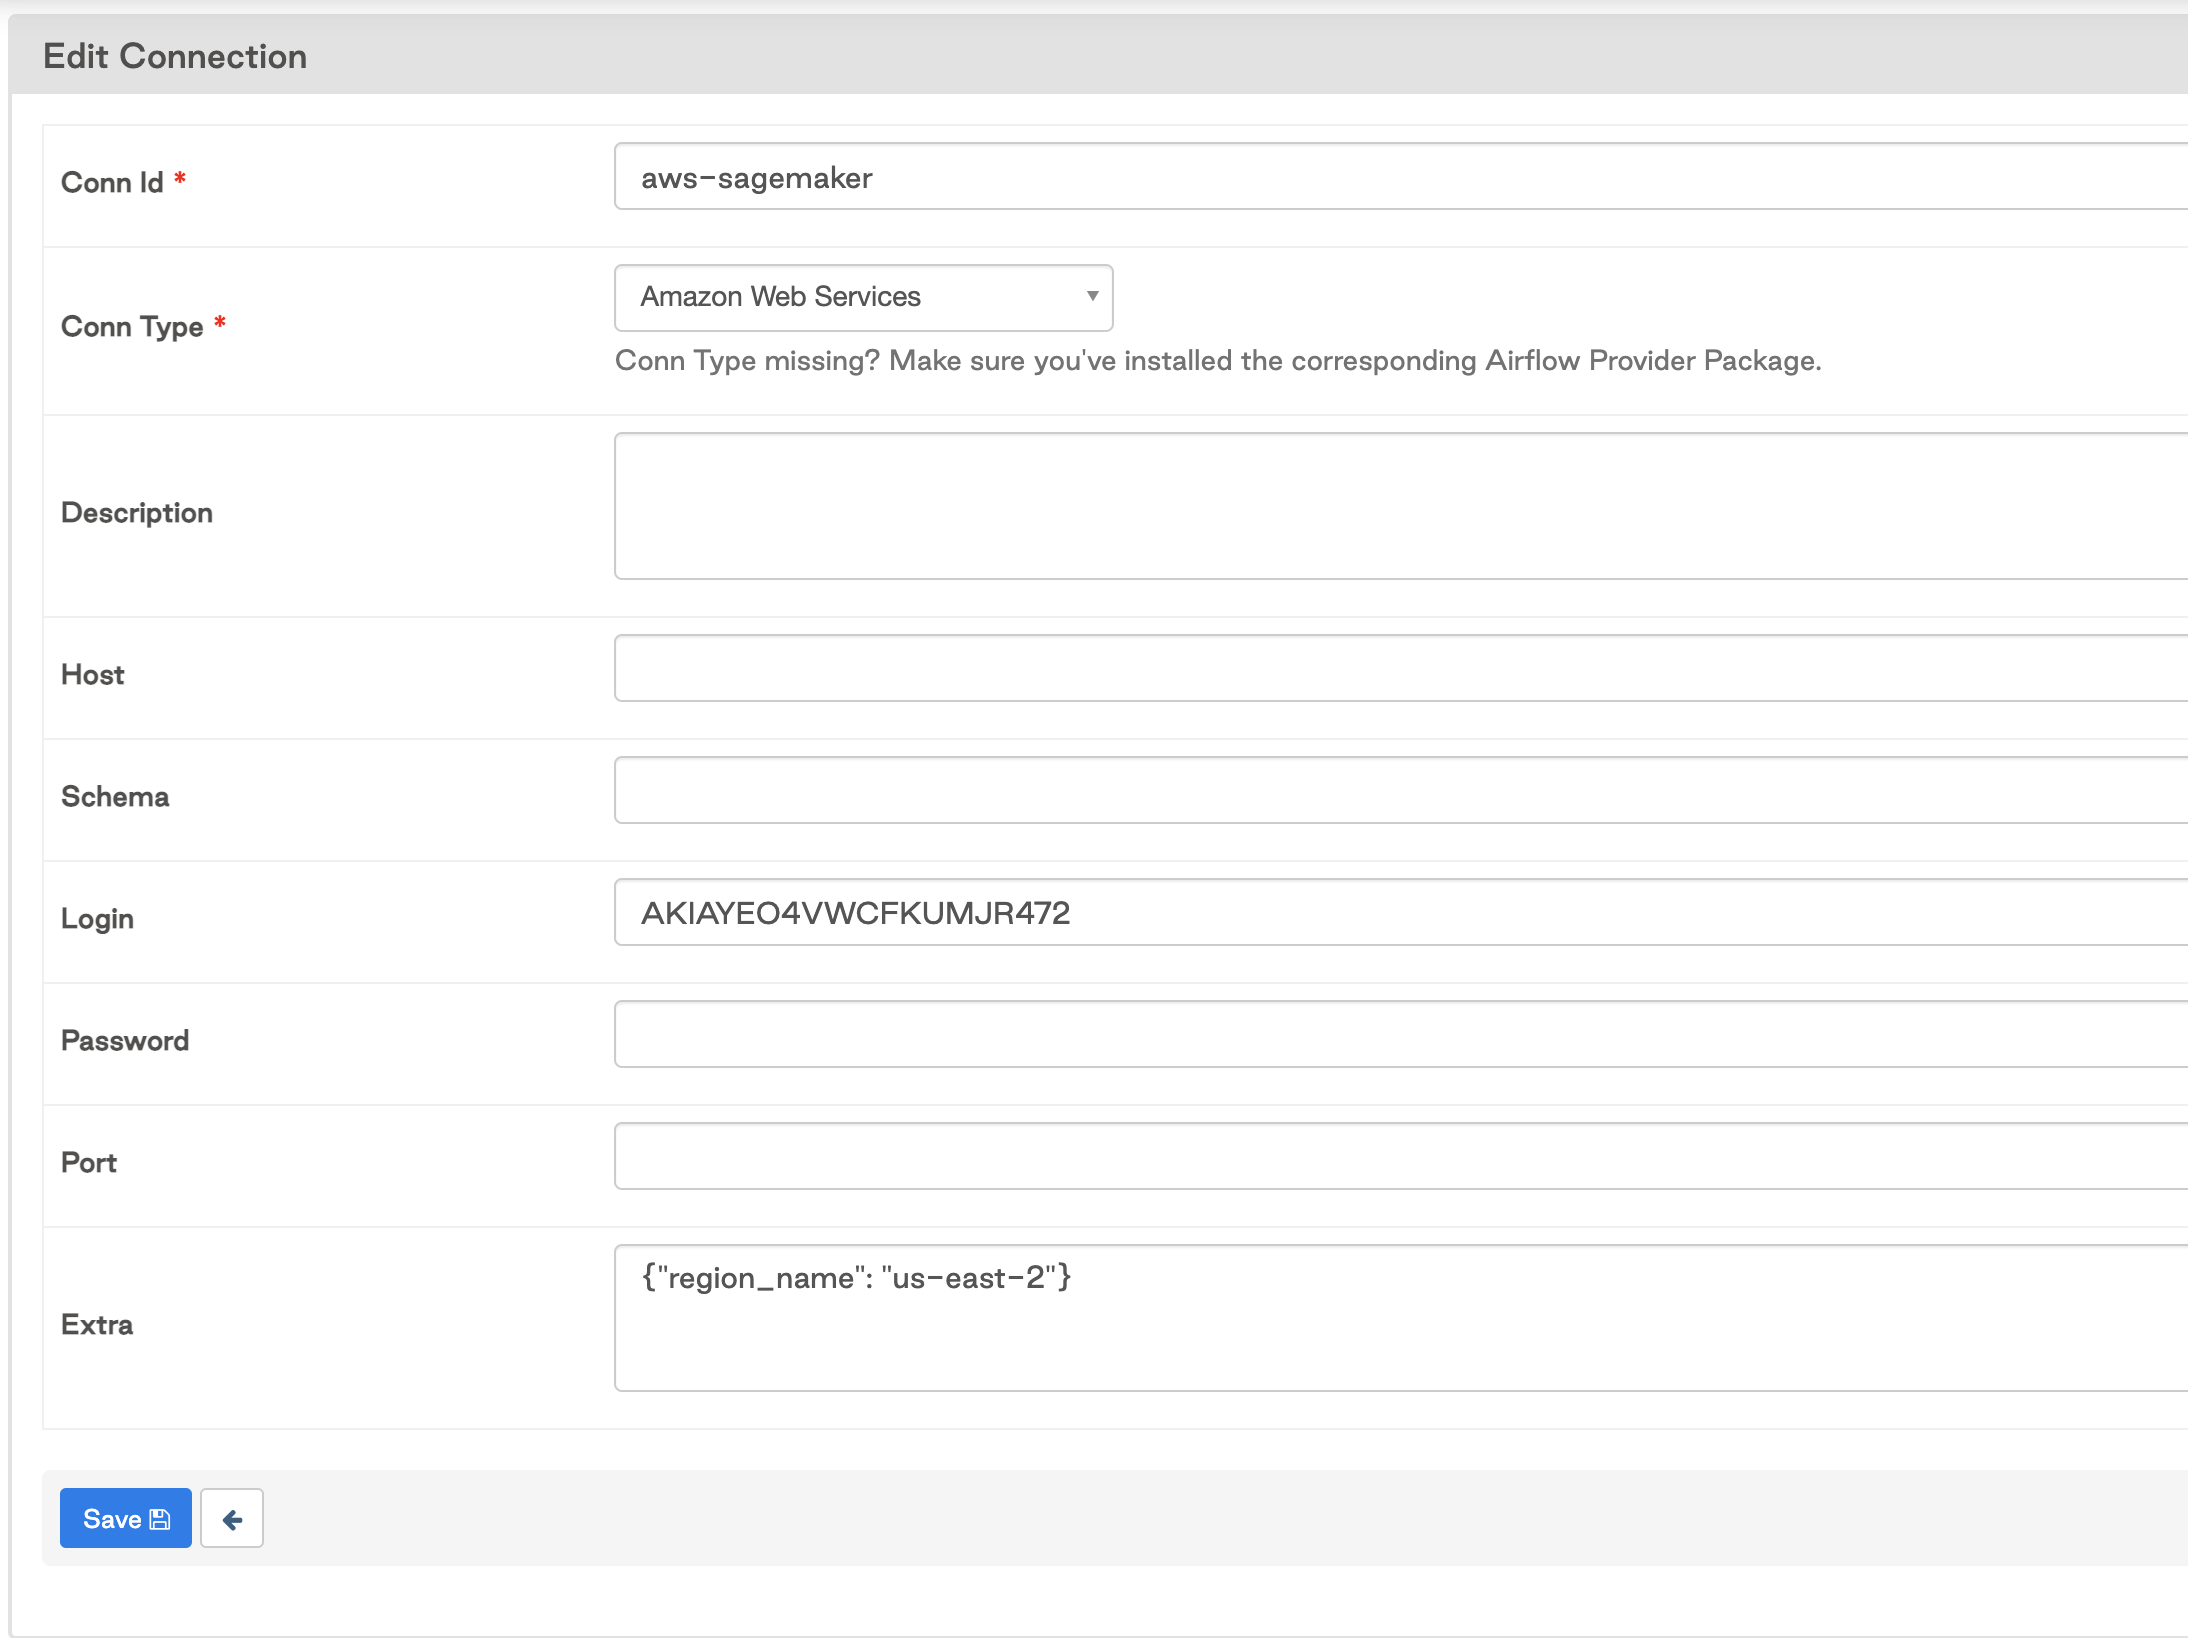 Edit Connection
Conn Id *
aws-sagemaker
Conn Type *
Amazon Web Services
Conn Type missing? Make sure you've installed the corresponding Airflow Provider Package.
Description
Host
Schema
Login
AKIAYEO4VWCFKUMJR472
Password
Port
Extra
{"region_name": "us-east-2"}
Save